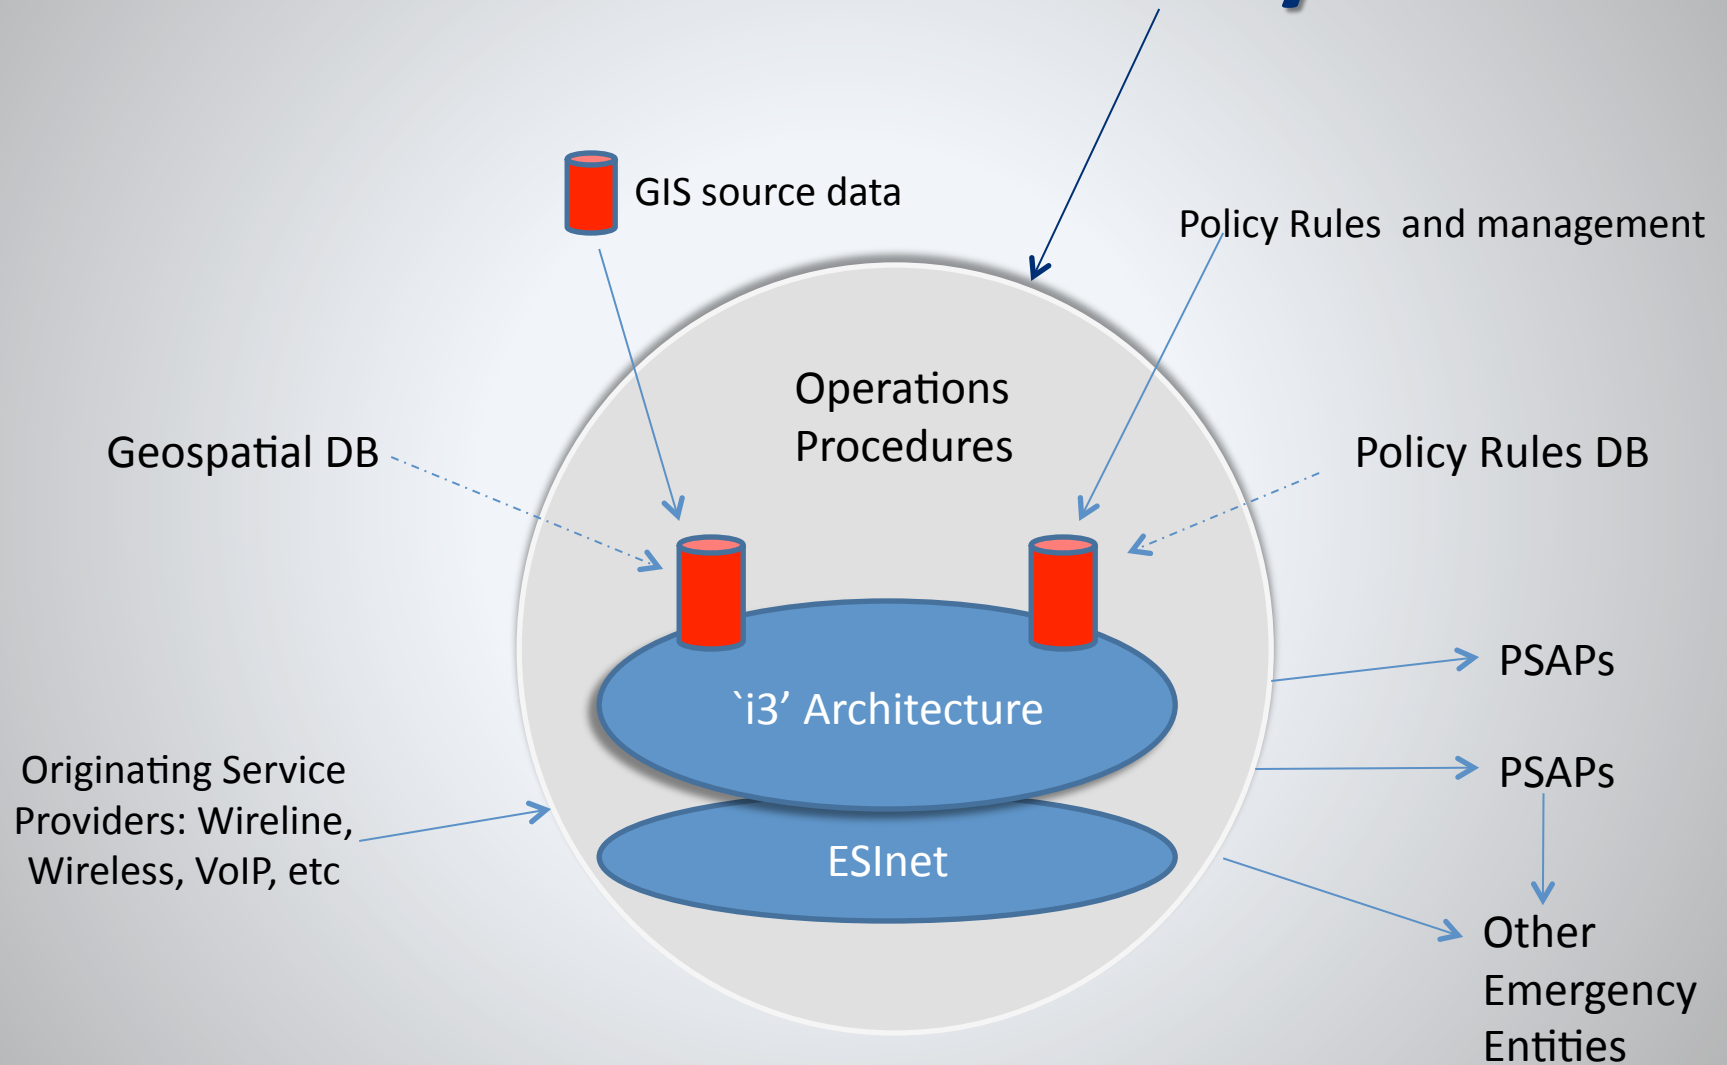 GIS source data
Policy Rules and management
Operations
Procedures
Geospatial DB
Policy Rules DB
`i3’ Architecture
PSAPs
PSAPs
Originating Service
Providers: Wireline,
Wireless, VoIP, etc
ESInet
Other
Emergency
Entities